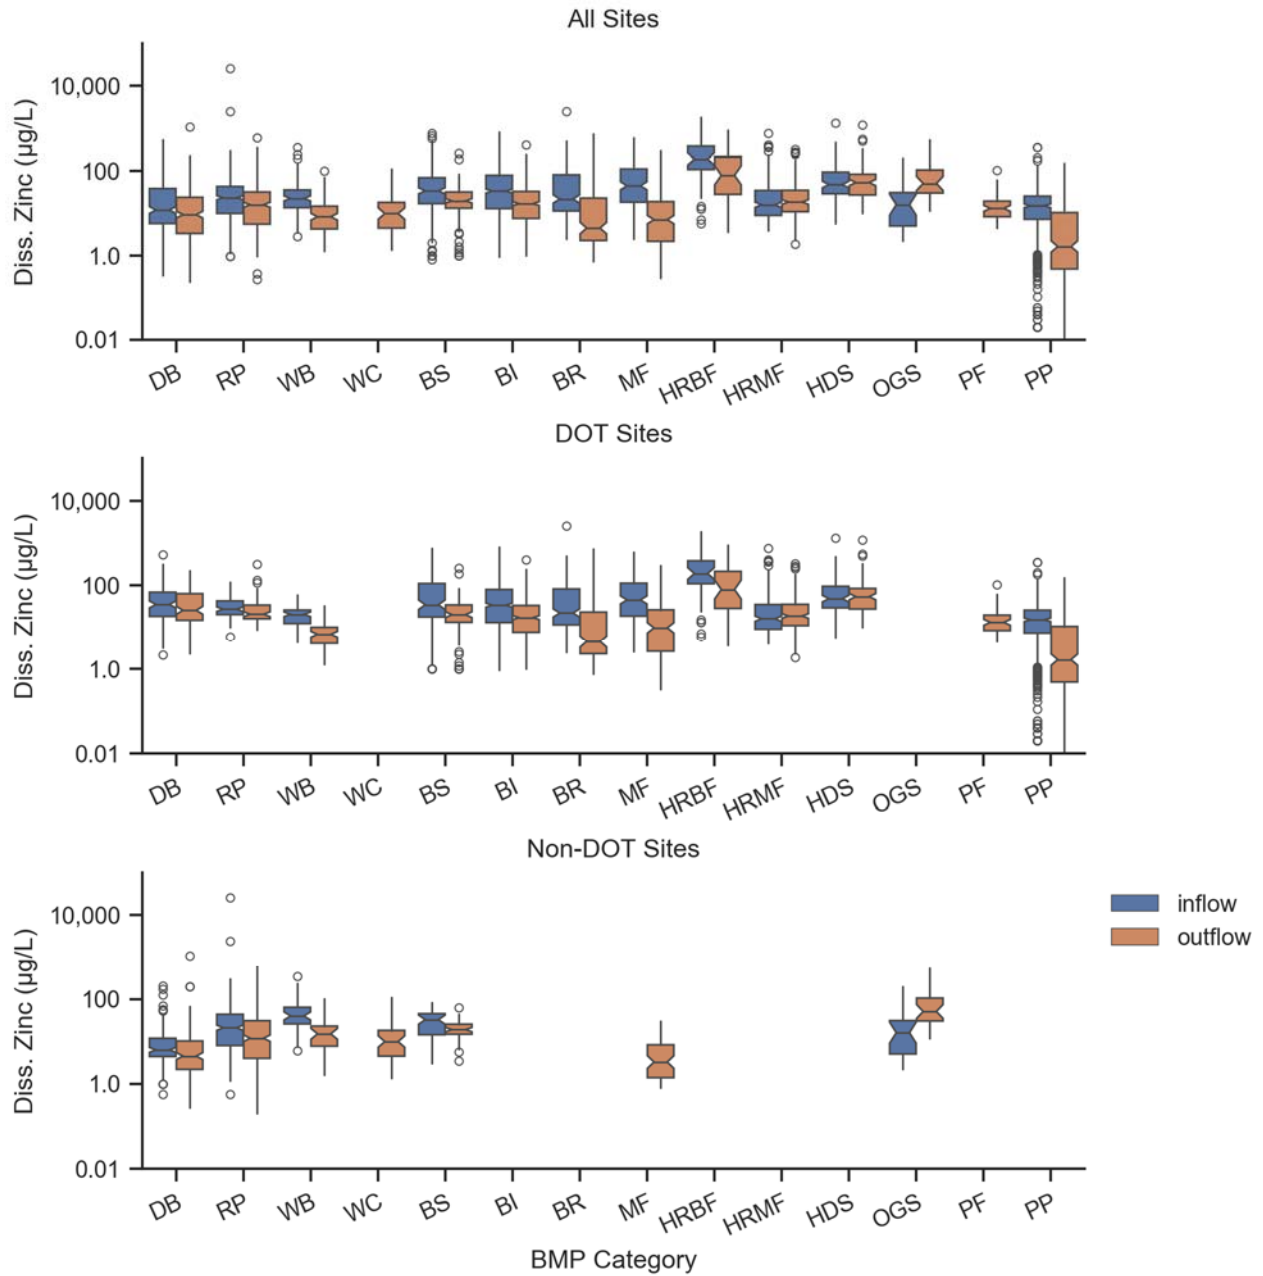 All Sites
Diss. Zinc (µg/L)
10,000
100
1.0
0.01
DB RP WB WC BS BI BR MF HRBF HRMF HDS OGS PF PP
DOT Sites
Diss. Zinc (µg/L)
10,000
100
1.0
0.01
DB RP WB WC BS BI BR MF HRBF HRMF HDS OGS PF PP
Non-DOT Sites
Diss. Zinc (µg/L)
10,000
100
1.0
0.01
inflow
outflow
DB RP WB WC BS BI BR MF HRBF HRMF HDS OGS PF PP
BMP Category